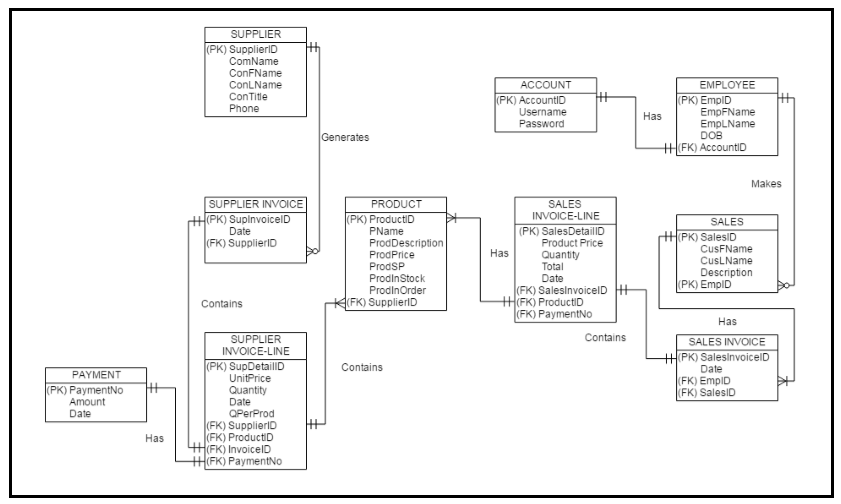 SUPPLIER
(PK) SupplierID
ComName
ConFName
ConLName
ConTitle
Phone
Generates
ACCOUNT
(PK) AccountID
Username
Password
Has
EMPLOYEE
(PK) EmpID
EmpFName
EmpLName
DOB
(FK) AccountID
Makes
SUPPLIER INVOICE
(PK) SupInvoiceID
Date
(FK) SupplierID
Contains
PRODUCT
(PK) ProductID
PName
ProdDescription
ProdPrice
ProdSP
ProdInStock
ProdInOrder
(FK) SupplierID
Has
SALES
INVOICE-LINE
(PK) SalesDetailID
Product Price
Quantity
Total
Date
(FK) SalesInvoiceID
(FK) ProductID
(FK) PaymentNo
Contains
SALES
(PK) SalesID
CusFName
CusLName
Description
(PK) EmpID
Has
SALES INVOICE
(PK) SalesInvoiceID
Date
(FK) EmpID
(FK) SalesID
SUPPLIER
INVOICE-LINE
(PK) SupDetailID
UnitPrice
Quantity
Date
QPerProd
(FK) SupplierID
(FK) ProductID
(FK) InvoiceID
(FK) PaymentNo
Contains
PAYMENT
(PK) PaymentNo
Amount
Date
Has